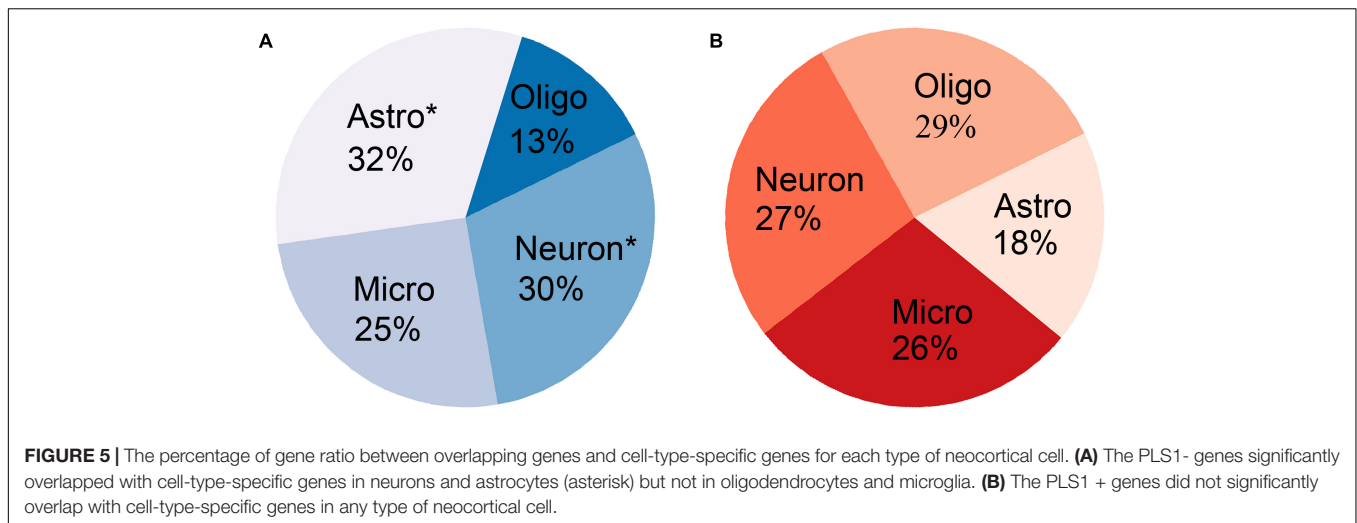 A
Astro*
32%
Oligo
13%
Neuron*
30%
Micro
25%
B
Oligo
29%
Neuron
27%
Astro
18%
Micro
26%
FIGURE 5 | The percentage of gene ratio between overlapping genes and cell-type-specific genes for each type of neocortical cell. (A) The PLS1- genes significantly
overlapped with cell-type-specific genes in neurons and astrocytes (asterisk) but not in oligodendrocytes and microglia. (B) The PLS1 + genes did not significantly
overlap with cell-type-specific genes in any type of neocortical cell.